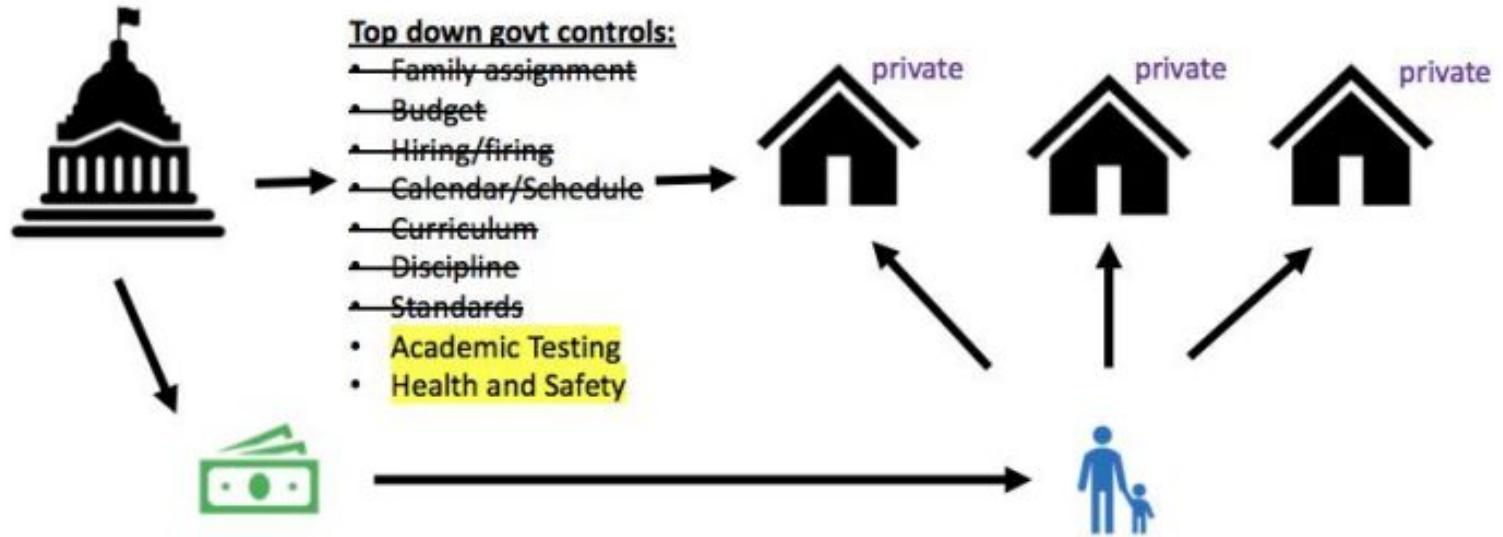 Top down govt controls:
• Family assignment
• Budget
• Hiring/firing
• Calendar/Schedule
• Curriculum
• Discipline
• Standards
• Academic Testing
• Health and Safety
private
private
private